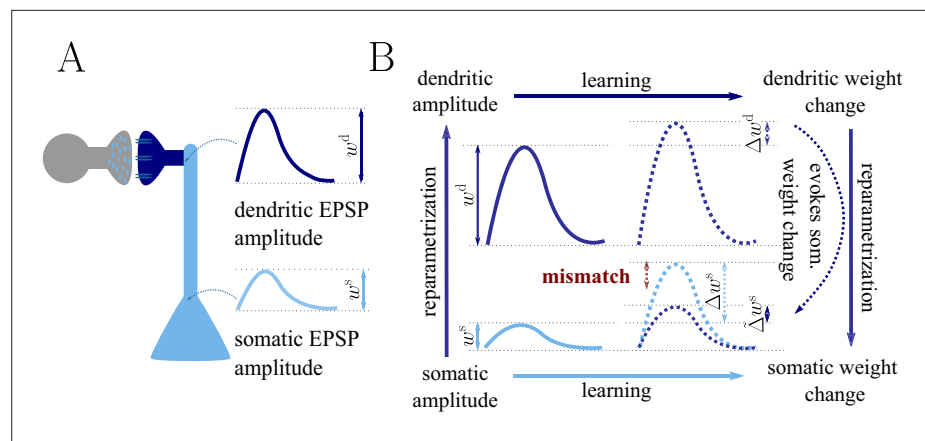 A
w^d
dendritic EPSP
amplitude
w^s
somatic EPSP
amplitude
B
dendritic
amplitude
learning
dendritic weight
change
reparametrization
w^d
Δw^d
evokes som.
weight change
reparametrization
mismatch
w^s
Δw^s
Δ̃w^s
somatic
amplitude
learning
somatic weight
change